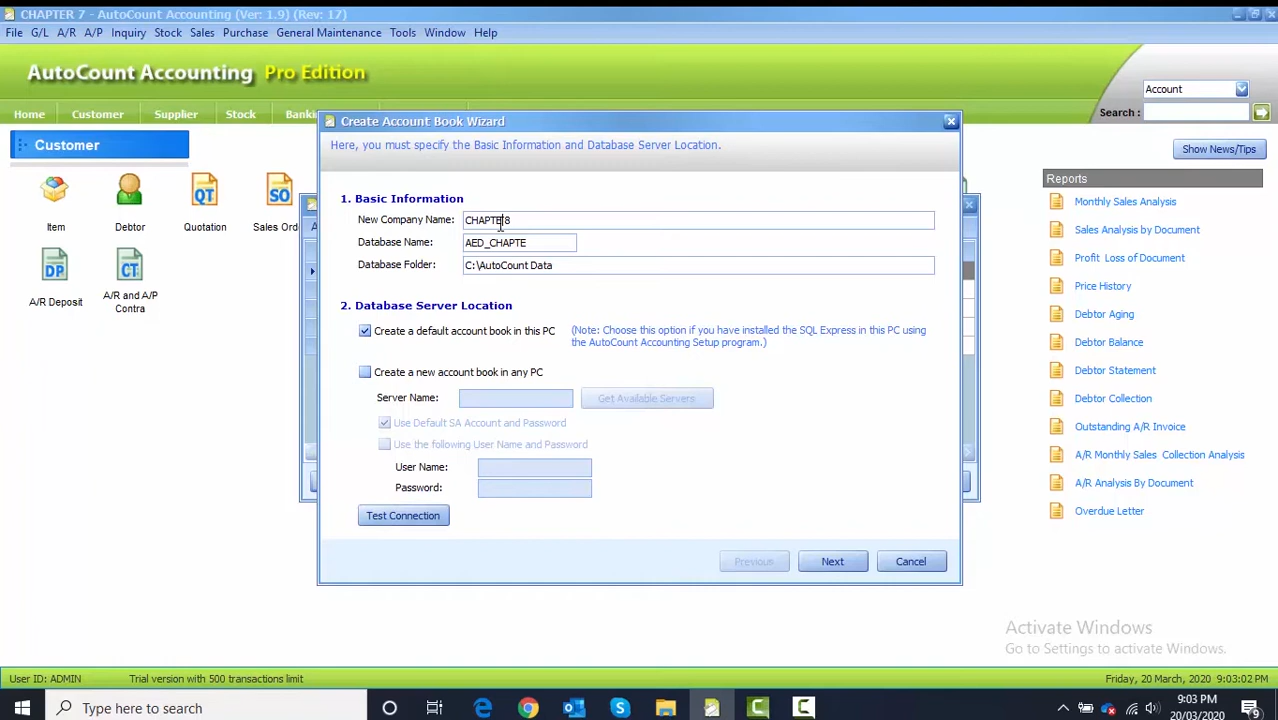 CHAPTER 7 - AutoCount Accounting (Ver: 1.9) (Rev: 17)
File G/L A/R A/P Inquiry Stock Sales Purchase General Maintenance Tools Window Help
AutoCount Accounting Pro Edition
Account
Search :
Home Customer Supplier Stock
Customer
Item
Debtor
Quotation
A/R Deposit
A/R and A/P
Contra
Create Account Book Wizard
Here, you must specify the Basic Information and Database Server Location.
1. Basic Information
New Company Name:
Database Name: AED_CHAPTE
Database Folder: C:\AutoCount Data
2. Database Server Location
Create a default account book in this PC
(Note: Choose this option if you have installed the SQL Express in this PC using
the AutoCount Accounting Setup program.)
Create a new account book in any PC
Server Name:
Get Available Servers
Use Default SA Account and Password
Use the following User Name and Password
User Name:
Password:
Test Connection
Previous Next Cancel
Show News/Tips
Reports
Monthly Sales Analysis
Sales Analysis by Document
Profit Loss of Document
Price History
Debtor Aging
Debtor Balance
Debtor Statement
Debtor Collection
Outstanding A/R Invoice
A/R Monthly Sales Collection Analysis
A/R Analysis By Document
Overdue Letter
Activate Windows
Go to Settings to activate Windows.
User ID: ADMIN
Trial version with 500 transactions limit
Friday, 20 March, 2020 9:03:02 PM
Type here to search
9:03 PM
20/03/2020